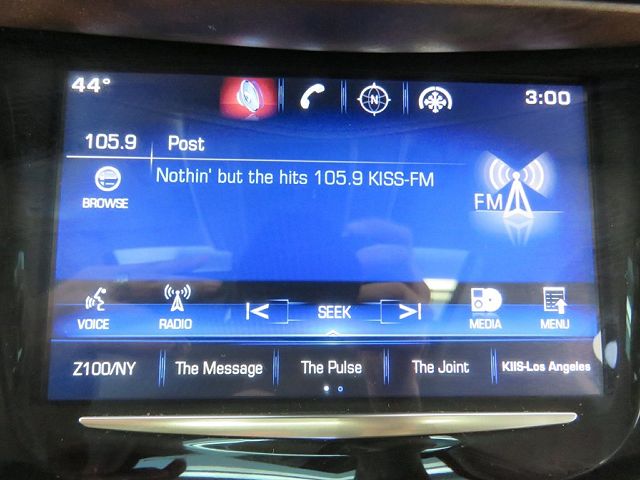 44° 3:00
N
105.9 Post
Nothin' but the hits 105.9 KISS-FM
BROWSE
FM
VOICE RADIO SEEK MEDIA MENU
Z100/NY The Message The Pulse The Joint KIIS-Los Angeles